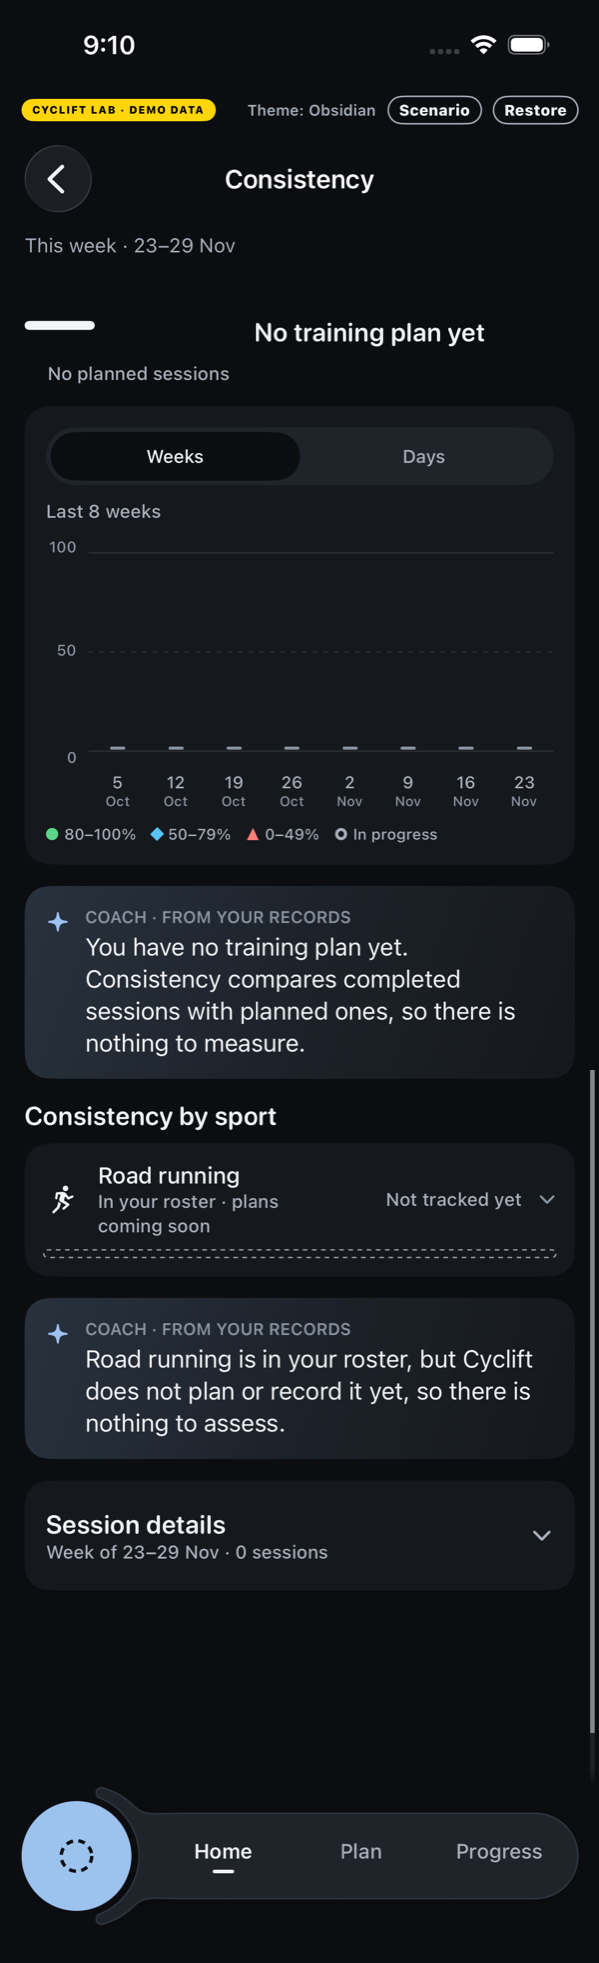 9:10
CYCLIFT LAB · DEMO DATA
Theme: Obsidian
Scenario
Restore
Consistency
This week · 23–29 Nov
No training plan yet
No planned sessions
Weeks
Days
Last 8 weeks
100
50
0
5 12 19 26 2 9 16 23
Oct Oct Oct Oct Nov Nov Nov Nov
80–100% 50–79% 0–49% In progress
COACH · FROM YOUR RECORDS
You have no training plan yet.
Consistency compares completed
sessions with planned ones, so there is
nothing to measure.
Consistency by sport
Road running
In your roster · plans
coming soon
Not tracked yet
COACH · FROM YOUR RECORDS
Road running is in your roster, but Cyclift
does not plan or record it yet, so there is
nothing to assess.
Session details
Week of 23–29 Nov · 0 sessions
Home
Plan
Progress